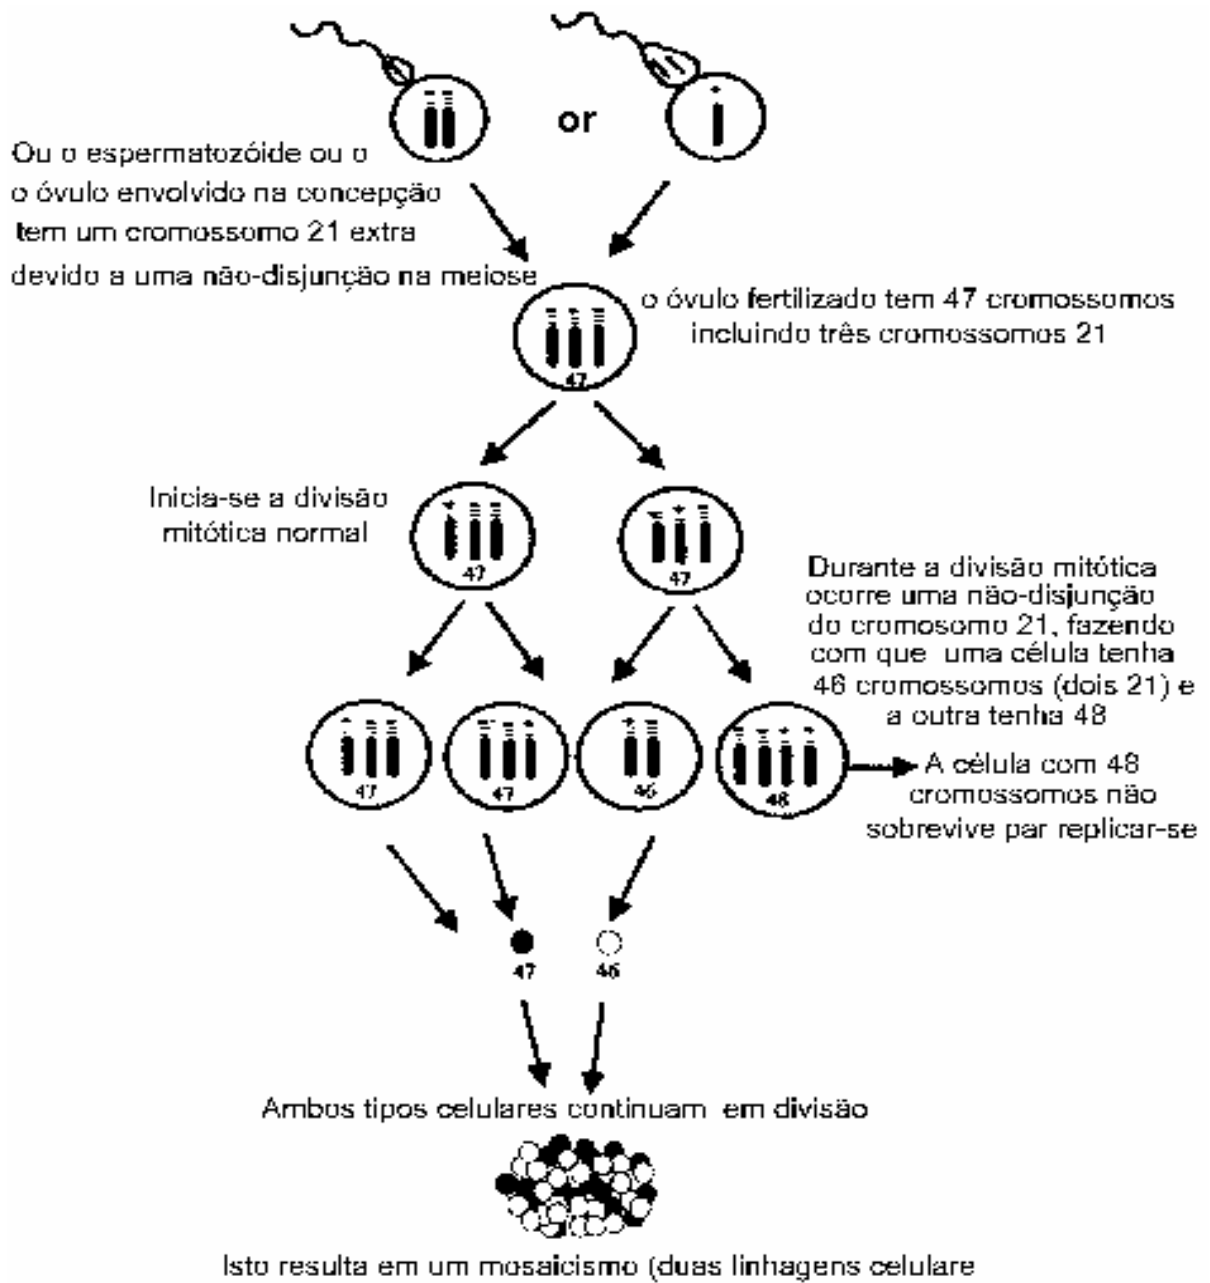 or
Ou o espermatozóide ou o
o óvulo envolvido na concepção
tem um cromossomo 21 extra
devido a uma não-disjunção na meiose
o óvulo fertilizado tem 47 cromossomos
incluindo três cromossomos 21
47
Inicia-se a divisão
mitótica normal
47
47
Durante a divisão mitótica
ocorre uma não-disjunção
do cromosomo 21, fazendo
com que uma célula tenha
46 cromossomos (dois 21) e
a outra tenha 48
47
47
46
48
A célula com 48
cromossomos não
sobrevive par replicar-se
47
46
Ambos tipos celulares continuam em divisão
Isto resulta em um mosaicismo (duas linhagens celulare